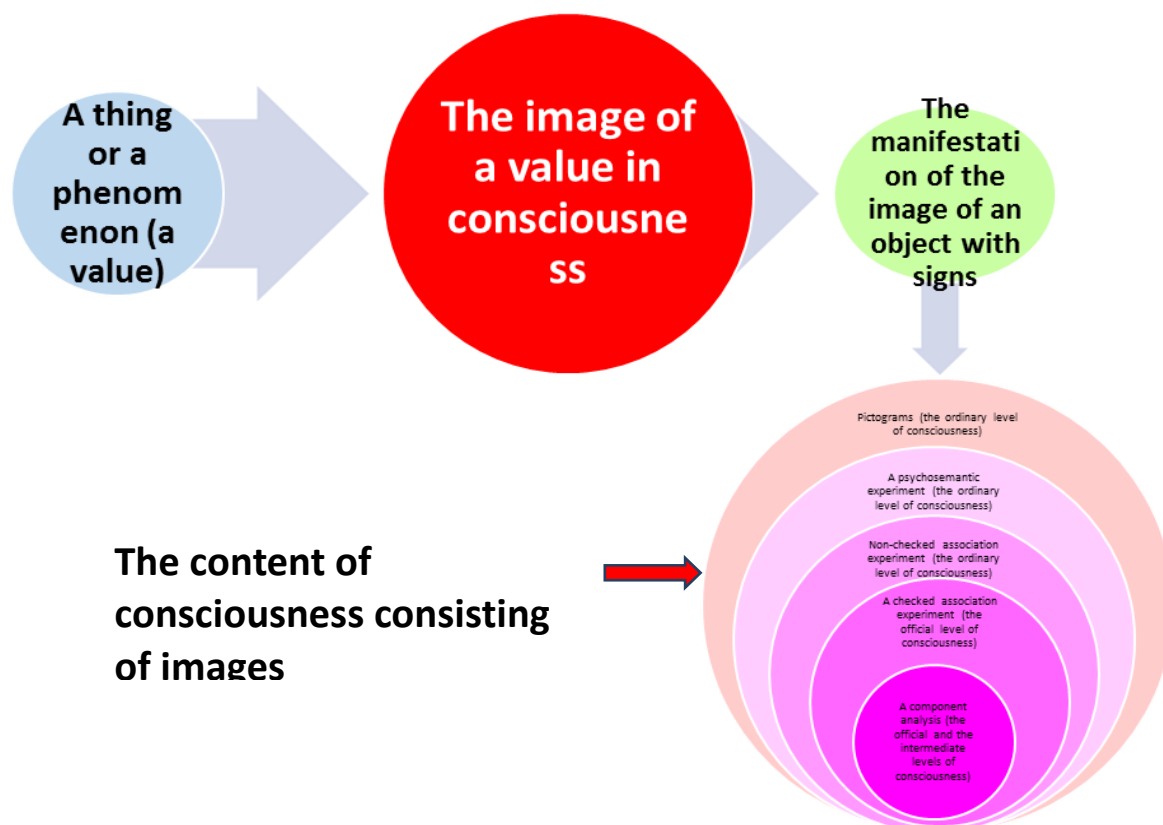 A thing
or a
phenom
enon (a
value)
The image of
a value in
consciousne
ss
The
manifestati
on of the
image of an
object with
signs
Pictograms (the ordinary level
of consciousness)
A psychosemantic
experiment (the ordinary
level of consciousness)
Non-checked association
experiment (the ordinary
level of consciousness)
A checked association
experiment (the
official level of
consciousness)
A component
analysis (the
official and the
intermediate
levels of
consciousness)
The content of
consciousness consisting
of images